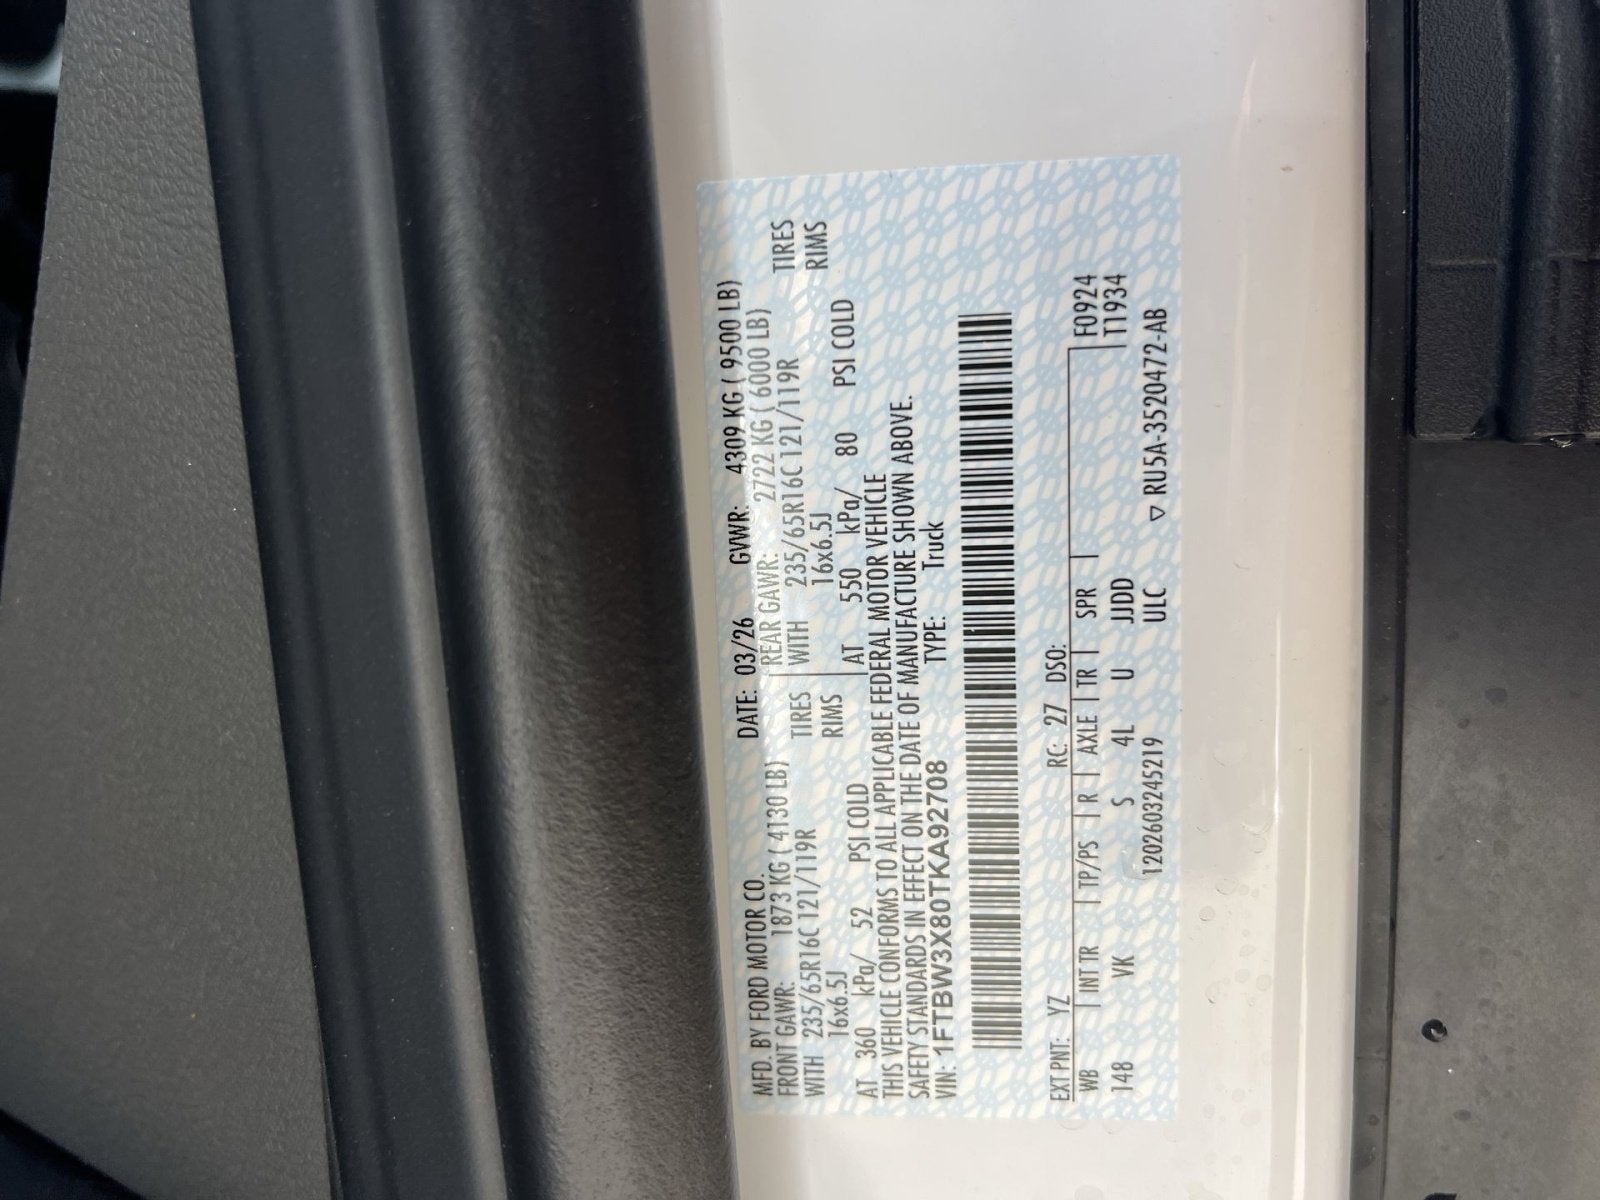 MFD. BY FORD MOTOR CO. DATE: 03/26 GVWR: 4309 KG ( 9500 LB)
FRONT GAWR: 1873 KG ( 4130 LB) REAR GAWR: 2722 KG ( 6000 LB)
WITH 235/65R16C 121/119R TIRES WITH 235/65R16C 121/119R TIRES
16x6.5J RIMS 16x6.5J RIMS
AT 360 kPa/ 52 PSI COLD AT 550 kPa/ 80 PSI COLD
THIS VEHICLE CONFORMS TO ALL APPLICABLE FEDERAL MOTOR VEHICLE
SAFETY STANDARDS IN EFFECT ON THE DATE OF MANUFACTURE SHOWN ABOVE.
VIN: 1FTBW3X80TKA92708 TYPE: Truck
EXT PNT: YZ RC: 27 DSO: F0924
WB INT TR TP/PS R AXLE TR SPR T1934
148 VK S 4L U JJDD
1202603245219 ULC ▽ RU5A-3520472-AB